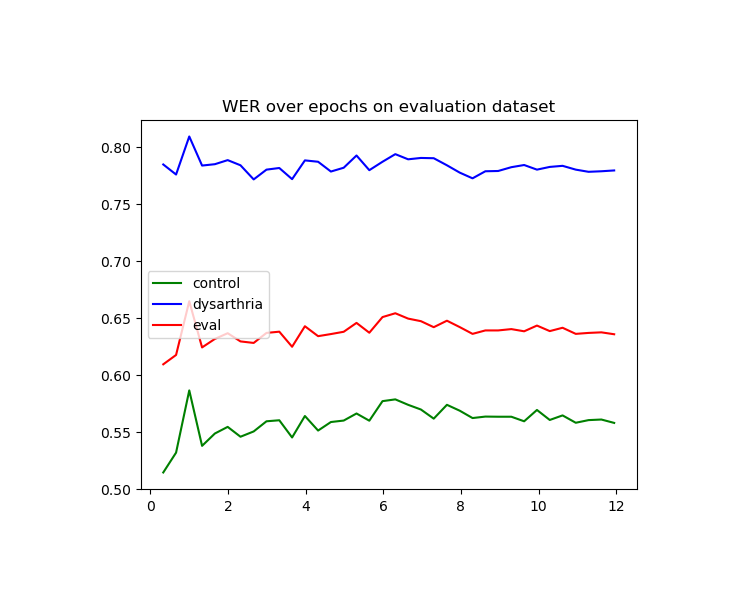 WER over epochs on evaluation dataset
0.80
0.75
0.70
0.65
0.60
0.55
0.50
control
dysarthria
eval
0 2 4 6 8 10 12